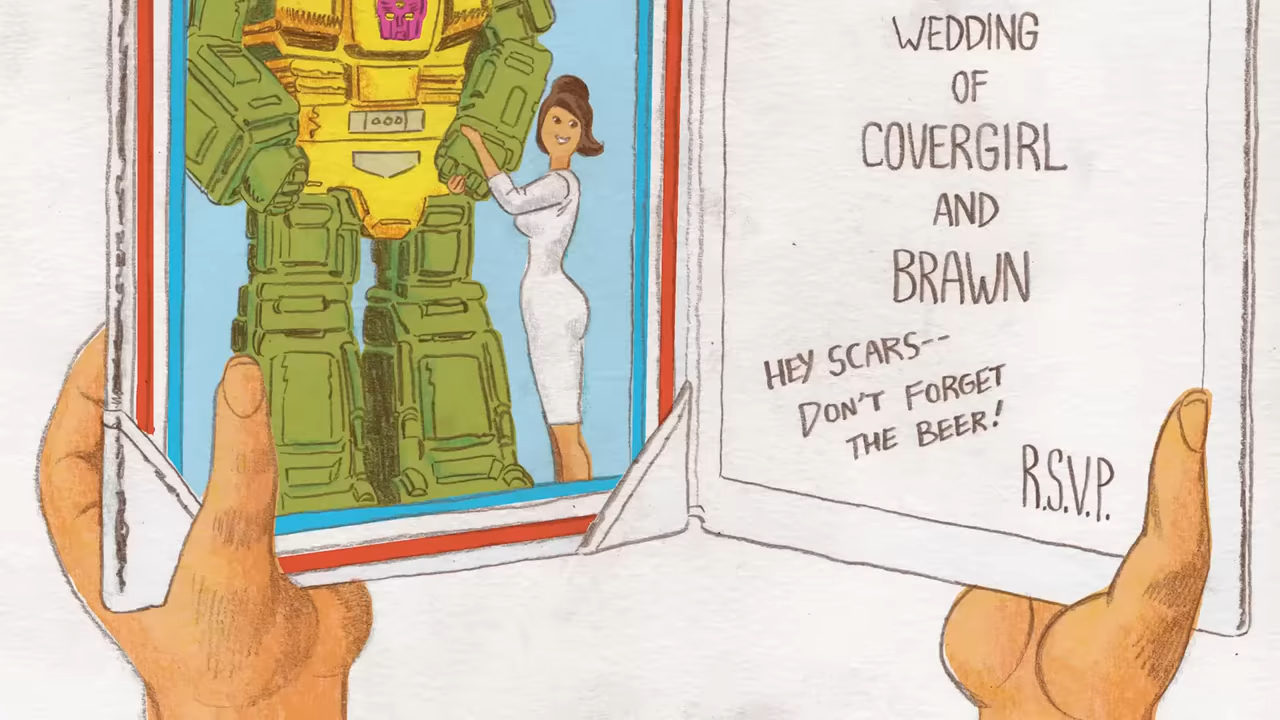 WEDDING
OF
COVERGIRL
AND
BRAWN
HEY SCARS--
DON'T FORGET
THE BEER!
R.S.V.P.